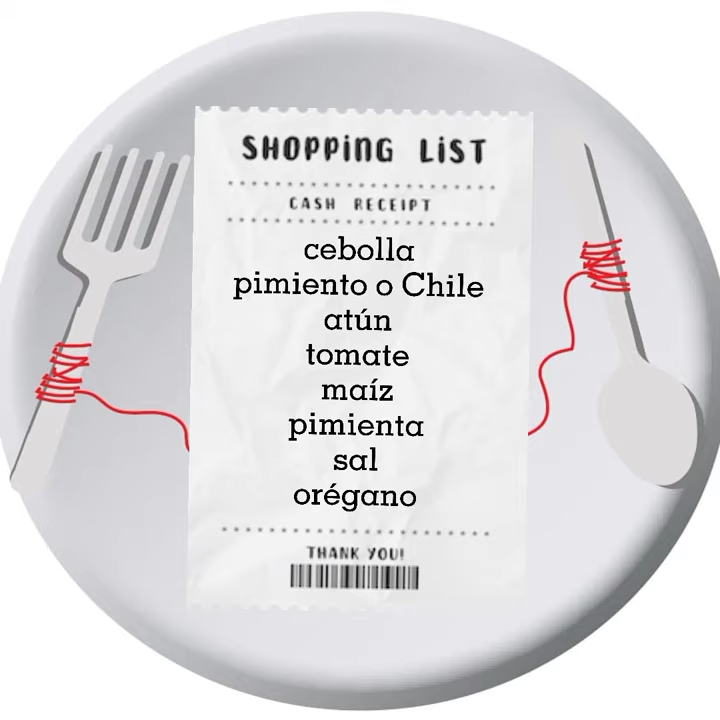 SHOPPiNG LiST
CASH RECEIPT
cebolla
pimiento o Chile
atún
tomate
maíz
pimienta
sal
orégano
THANK YOU!